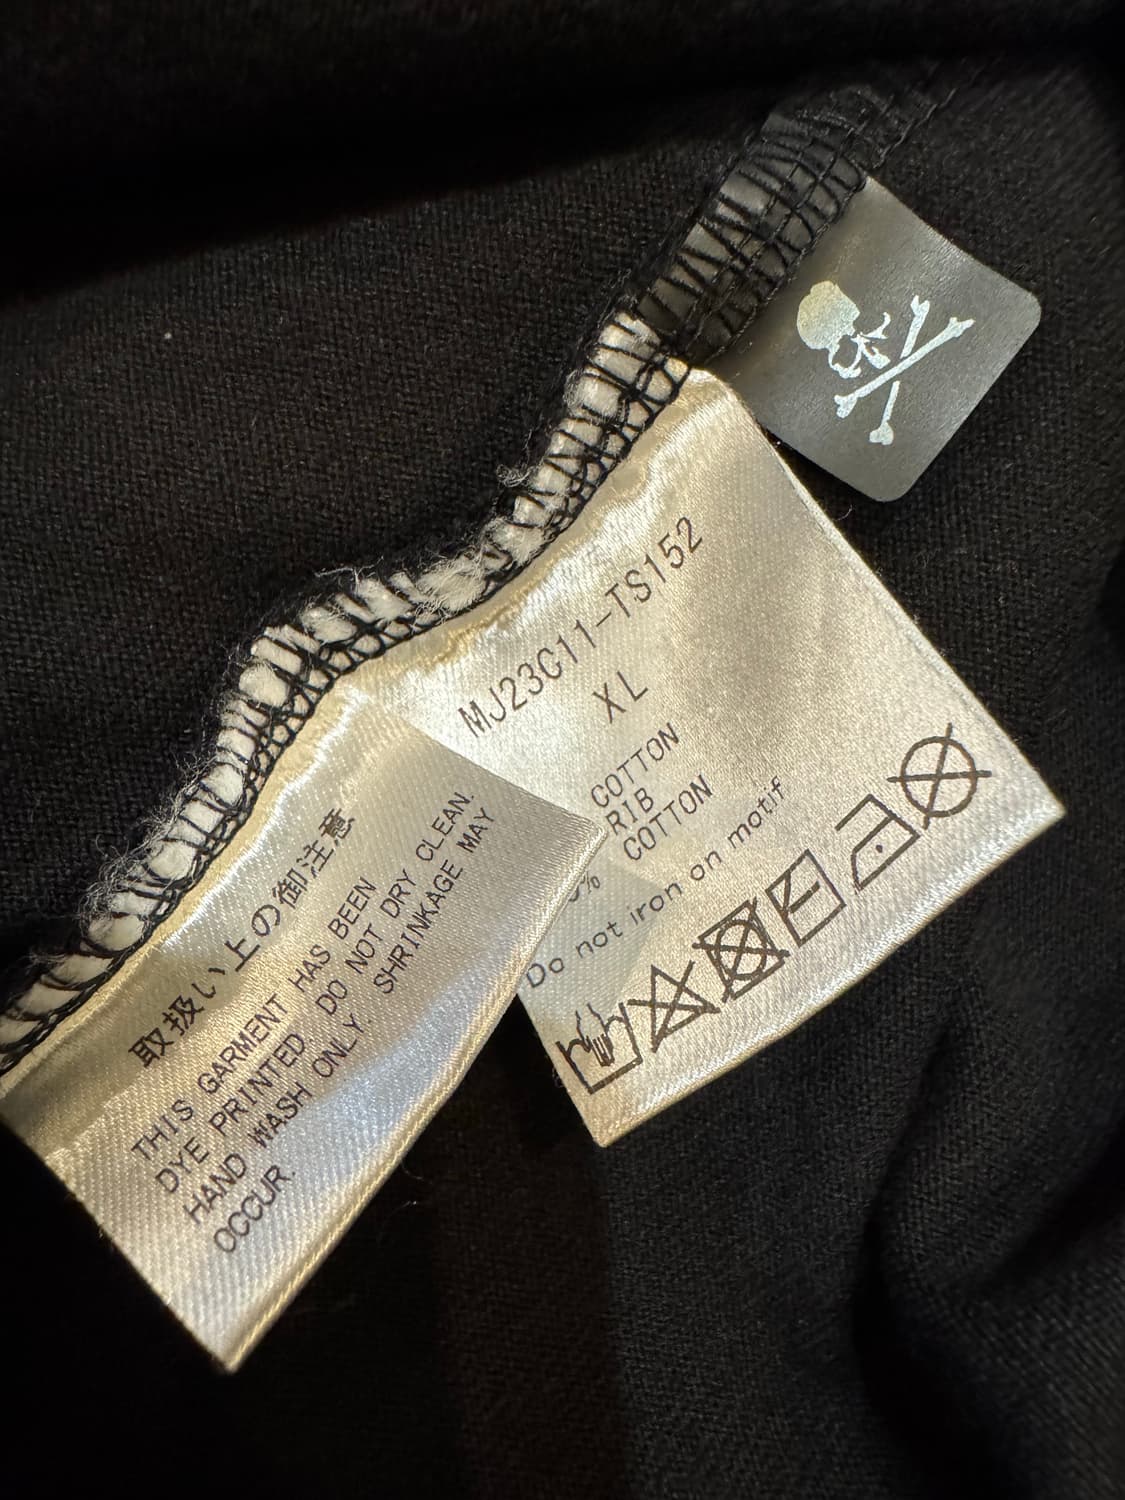 MJ23C11-TS152
XL
COTTON
RIB
COTTON
Do not iron on motif
取扱い上の御注意
THIS GARMENT HAS BEEN
DYE PRINTED. DO NOT DRY CLEAN.
HAND WASH ONLY. SHRINKAGE MAY
OCCUR.